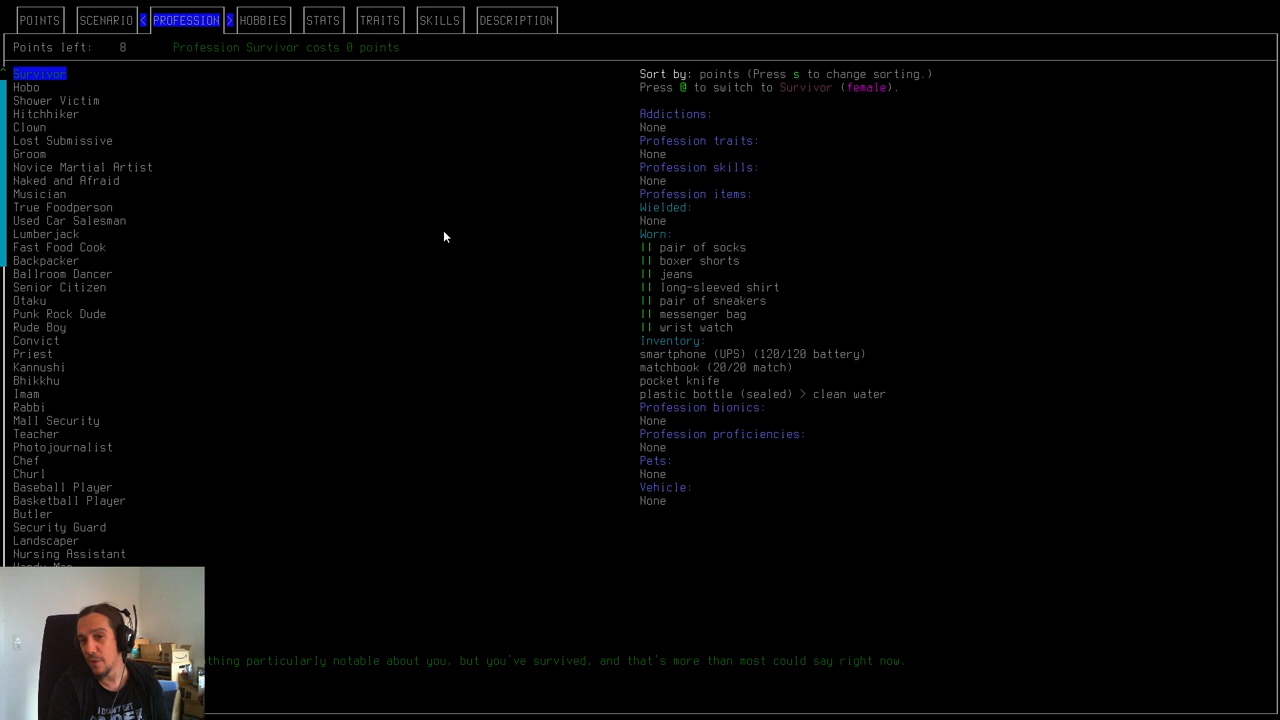 POINTS SCENARIO < PROFESSION > HOBBIES STATS TRAITS SKILLS DESCRIPTION
Points left: 8 Profession Survivor costs 0 points
Survivor
Hobo
Shower Victim
Hitchhiker
Clown
Lost Submissive
Groom
Novice Martial Artist
Naked and Afraid
Musician
True Foodperson
Used Car Salesman
Lumberjack
Fast Food Cook
Backpacker
Ballroom Dancer
Senior Citizen
Otaku
Punk Rock Dude
Rude Boy
Convict
Priest
Kannushi
Bhikkhu
Imam
Rabbi
Mall Security
Teacher
Photojournalist
Chef
Churl
Baseball Player
Basketball Player
Butler
Security Guard
Landscaper
Nursing Assistant
Sort by: points (Press s to change sorting.)
Press @ to switch to Survivor (female).
Addictions:
None
Profession traits:
None
Profession skills:
None
Profession items:
Wielded:
None
Worn:
|| pair of socks
|| boxer shorts
|| jeans
|| long-sleeved shirt
|| pair of sneakers
|| messenger bag
|| wrist watch
Inventory:
smartphone (UPS) (120/120 battery)
matchbook (20/20 match)
pocket knife
plastic bottle (sealed) > clean water
Profession bionics:
None
Profession proficiencies:
None
Pets:
None
Vehicle:
None
thing particularly notable about you, but you've survived, and that's more than most could say right now.